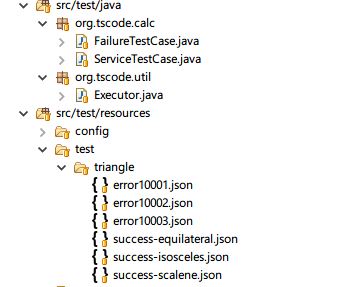 src/test/java
org.tscode.calc
FailureTestCase.java
ServiceTestCase.java
org.tscode.util
Executor.java
src/test/resources
config
test
triangle
{ } error10001.json
{ } error10002.json
{ } error10003.json
{ } success-equilateral.json
{ } success-isosceles.json
{ } success-scalene.json